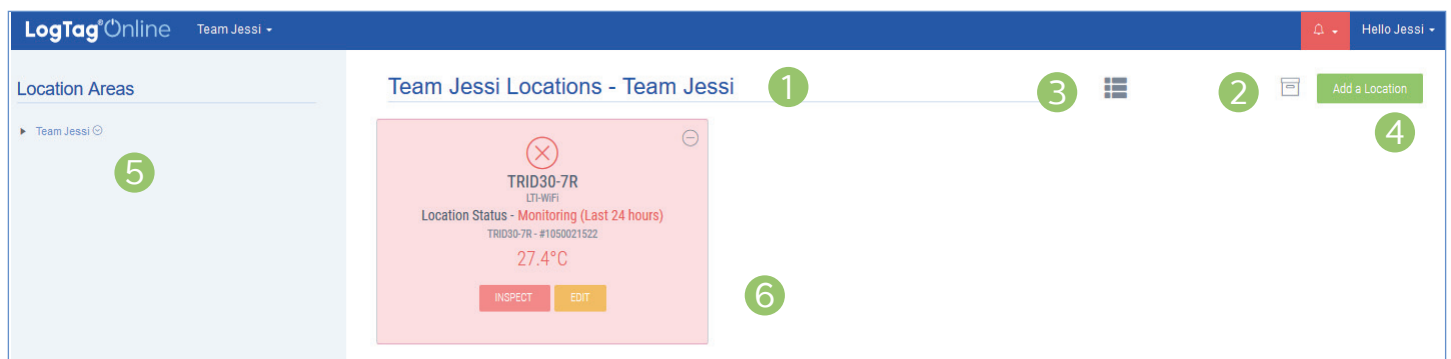 LogTag®Online Team Jessi Hello Jessi
Location Areas
Team Jessi
5
Team Jessi Locations - Team Jessi 1 3 2 Add a Location
4
TRID30-7R
LTI-WiFi
Location Status - Monitoring (Last 24 hours)
TRID30-7R - #1050021522
27.4°C
INSPECT EDIT
6